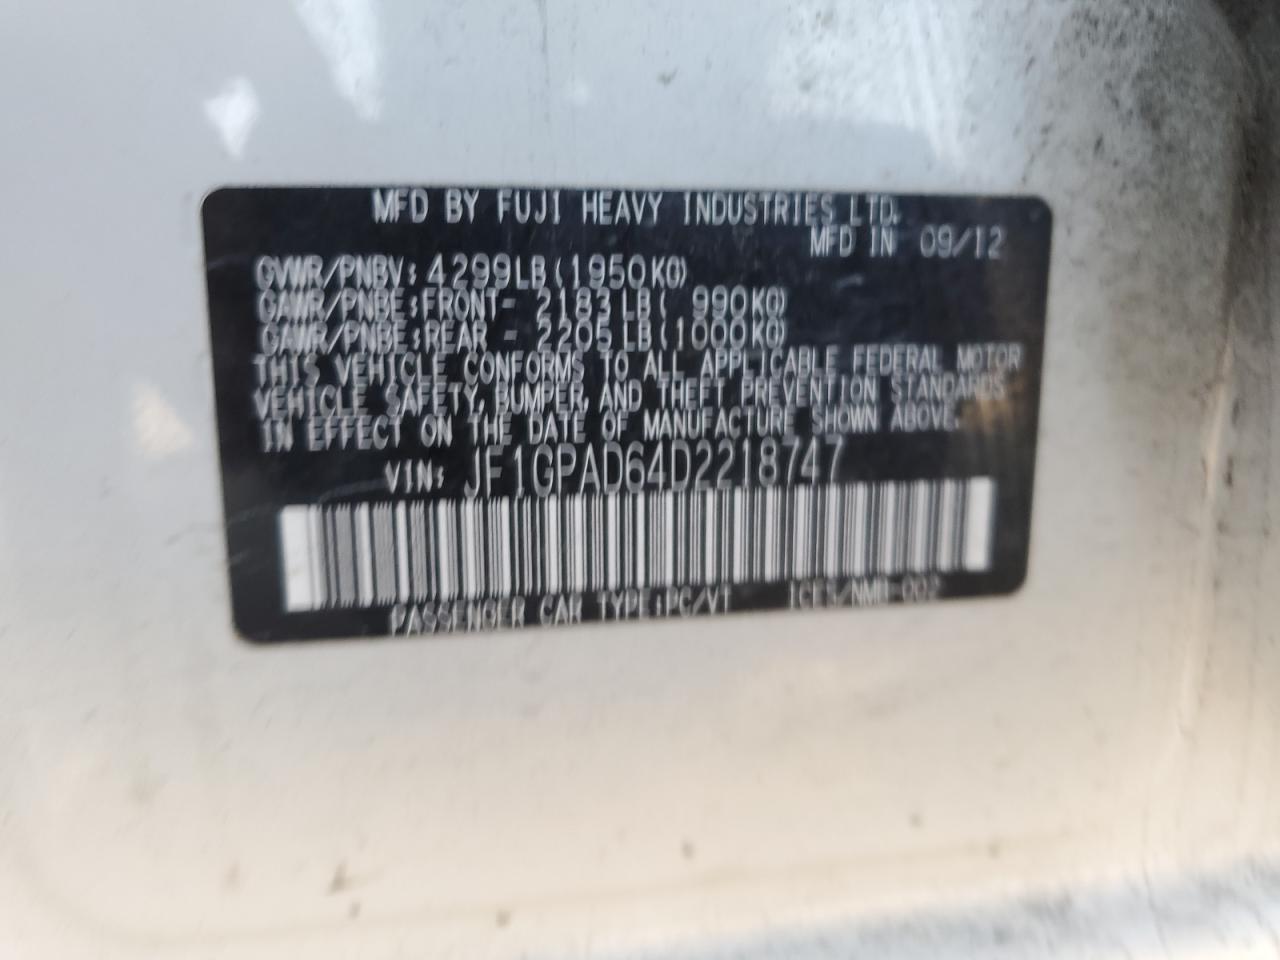 MFD BY FUJI HEAVY INDUSTRIES LTD.
MFD IN 09/12
GVWR/PNBV: 4299LB(1950KG)
GAWR/PNBE:FRONT- 2183LB( 990KG)
GAWR/PNBE:REAR - 2205LB(1000KG)
THIS VEHICLE CONFORMS TO ALL APPLICABLE FEDERAL MOTOR
VEHICLE SAFETY, BUMPER, AND THEFT PREVENTION STANDARDS
IN EFFECT ON THE DATE OF MANUFACTURE SHOWN ABOVE.
VIN: JF1GPAD64D2218747
PASSENGER CAR TYPE:PC/VT